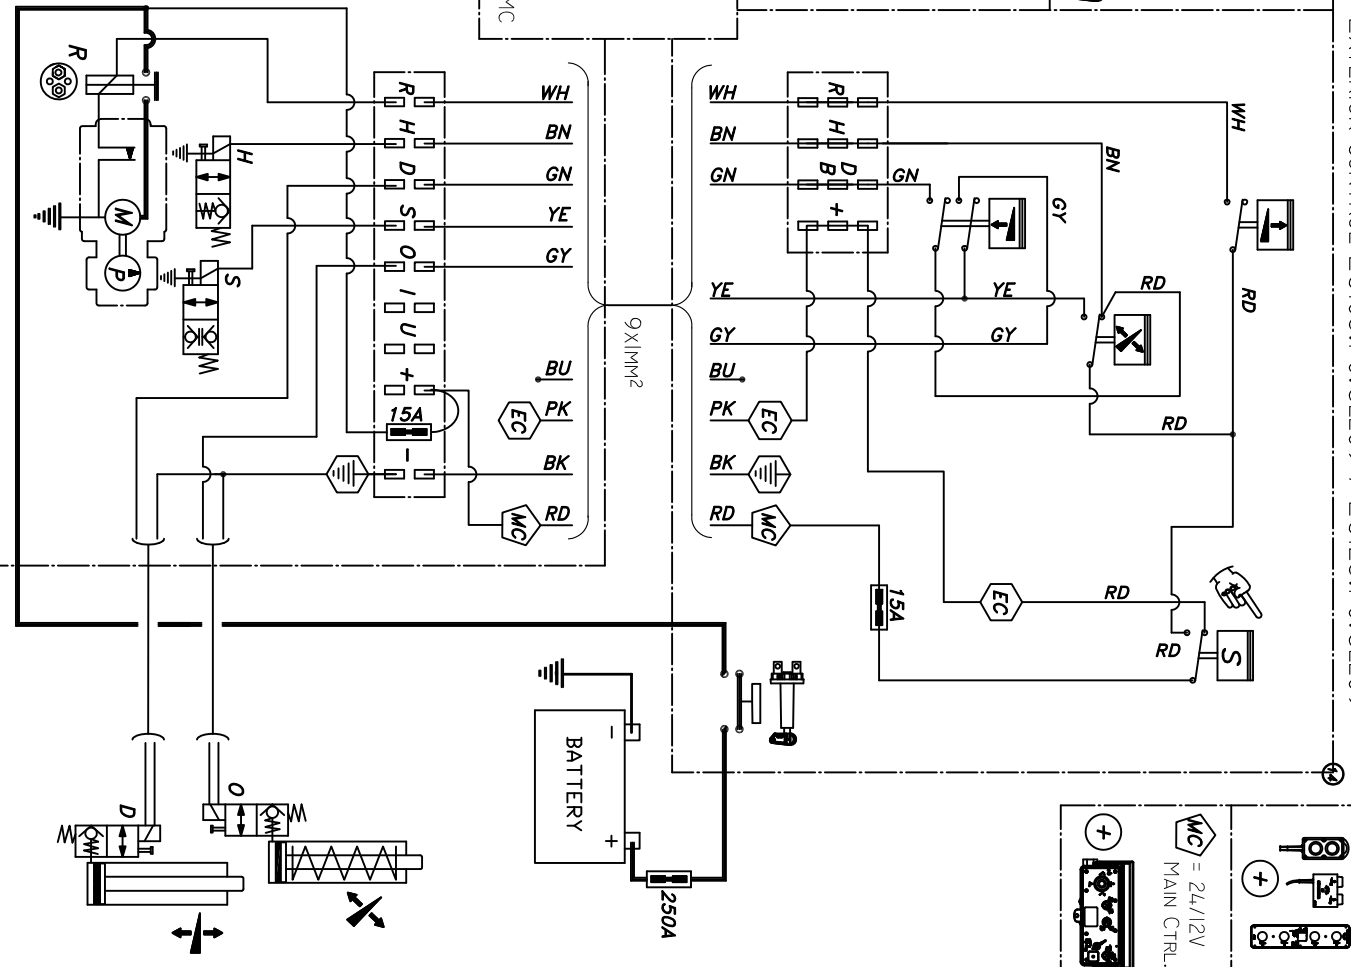 MC
R
M
P
H
S
R
H
D
S
O
I
U
+
15A
-
WH
BN
GN
YE
GY
BU
PK
EC
BK
RD
MC
9X1MM2
WH
BN
GN
YE
GY
BU
PK
EC
BK
RD
MC
R
H
D
B
+
GN
GY
YE
GY
BN
WH
RD
RD
RD
15A
EC
RD
RD
S
14
-
BATTERY
+
250A
O
D
+
+
MC = 24/12V
MAIN CTRL.